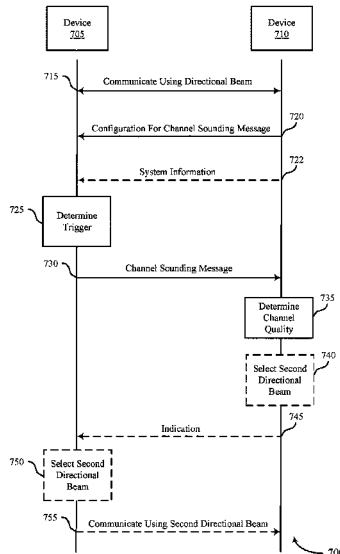 Device
705
Device
710
715
Communicate Using Directional Beam
Configuration For Channel Sounding Message
720
System Information
722
725
Determine
Trigger
730
Channel Sounding Message
Determine
Channel
Quality
735
Select Second
Directional
Beam
740
Indication
745
750
Select Second
Directional
Beam
755
Communicate Using Second Directional Beam
700